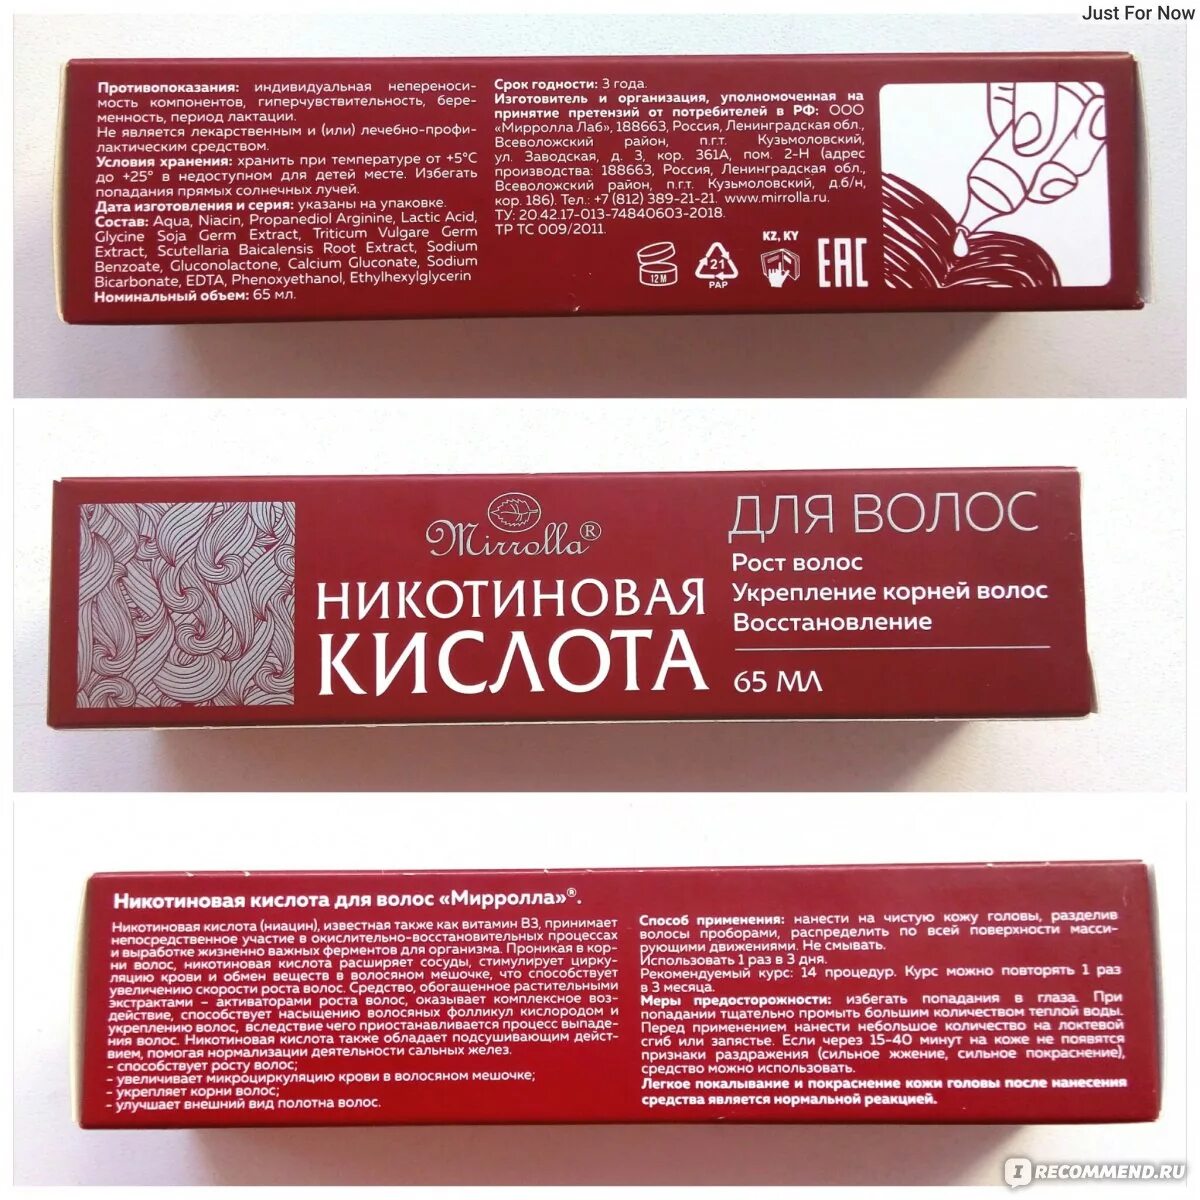 Just For Now
Противопоказания: индивидуальная непереноси-
мость компонентов, гиперчувствительность, бере-
менность, период лактации.
Не является лекарственным и (или) лечебно-профи-
лактическим средством.
Условия хранения: хранить при температуре от +5°C
до +25° в недоступном для детей месте. Избегать
попадания прямых солнечных лучей.
Дата изготовления и серия: указаны на упаковке.
Состав: Aqua, Niacin, Propanediol Arginine, Lactic Acid,
Glycine Soja Germ Extract, Triticum Vulgare Germ
Extract, Scutellaria Baicalensis Root Extract, Sodium
Benzoate, Gluconolactone, Calcium Gluconate, Sodium
Bicarbonate, EDTA, Phenoxyethanol, Ethylhexylglycerin
Номинальный объем: 65 мл.
Срок годности: 3 года.
Изготовитель и организация, уполномоченная на
принятие претензий от потребителей в РФ: ООО
«Мирролла Лаб», 188663, Россия, Ленинградская обл.,
Всеволожский район, п.г.т. Кузьмоловский,
ул. Заводская, д. 3, кор. 361А, пом. 2-Н (адрес
производства: 188663, Россия, Ленинградская обл.,
Всеволожский район, п.г.т. Кузьмоловский, д.б/н,
кор. 186). Тел.: +7 (812) 389-21-21. www.mirrolla.ru.
ТУ: 20.42.17-013-74840603-2018.
ТР ТС 009/2011.
12 M
21
PAP
KZ, KY
EAC
Mirrolla®
НИКОТИНОВАЯ
КИСЛОТА
ДЛЯ ВОЛОС
Рост волос
Укрепление корней волос
Восстановление
65 МЛ
Никотиновая кислота для волос «Мирролла»®.
Никотиновая кислота (ниацин), известная также как витамин В3, принимает
непосредственное участие в окислительно-восстановительных процессах
и выработке жизненно важных ферментов для организма. Проникая в кор-
ни волос, никотиновая кислота расширяет сосуды, стимулирует цирку-
ляцию крови и обмен веществ в волосяном мешочке, что способствует
увеличению скорости роста волос. Средство, обогащенное растительными
экстрактами – активаторами роста волос, оказывает комплексное воз-
действие, способствует насыщению волосяных фолликул кислородом и
укреплению волос, вследствие чего приостанавливается процесс выпаде-
ния волос. Никотиновая кислота также обладает подсушивающим дейст-
вием, помогая нормализации деятельности сальных желез.
- способствует росту волос;
- увеличивает микроциркуляцию крови в волосяном мешочке;
- укрепляет корни волос;
- улучшает внешний вид полотна волос.
Способ применения: нанести на чистую кожу головы, разделив
волосы проборами, распределить по всей поверхности масси-
рующими движениями. Не смывать.
Использовать 1 раз в 3 дня.
Рекомендуемый курс: 14 процедур. Курс можно повторять 1 раз
в 3 месяца.
Меры предосторожности: избегать попадания в глаза. При
попадании тщательно промыть большим количеством теплой воды.
Перед применением нанести небольшое количество на локтевой
сгиб или запястье. Если через 15-40 минут на коже не появятся
признаки раздражения (сильное жжение, сильное покраснение),
средство можно использовать.
Легкое покалывание и покраснение кожи головы после нанесения
средства является нормальной реакцией.
IRECOMMEND.RU